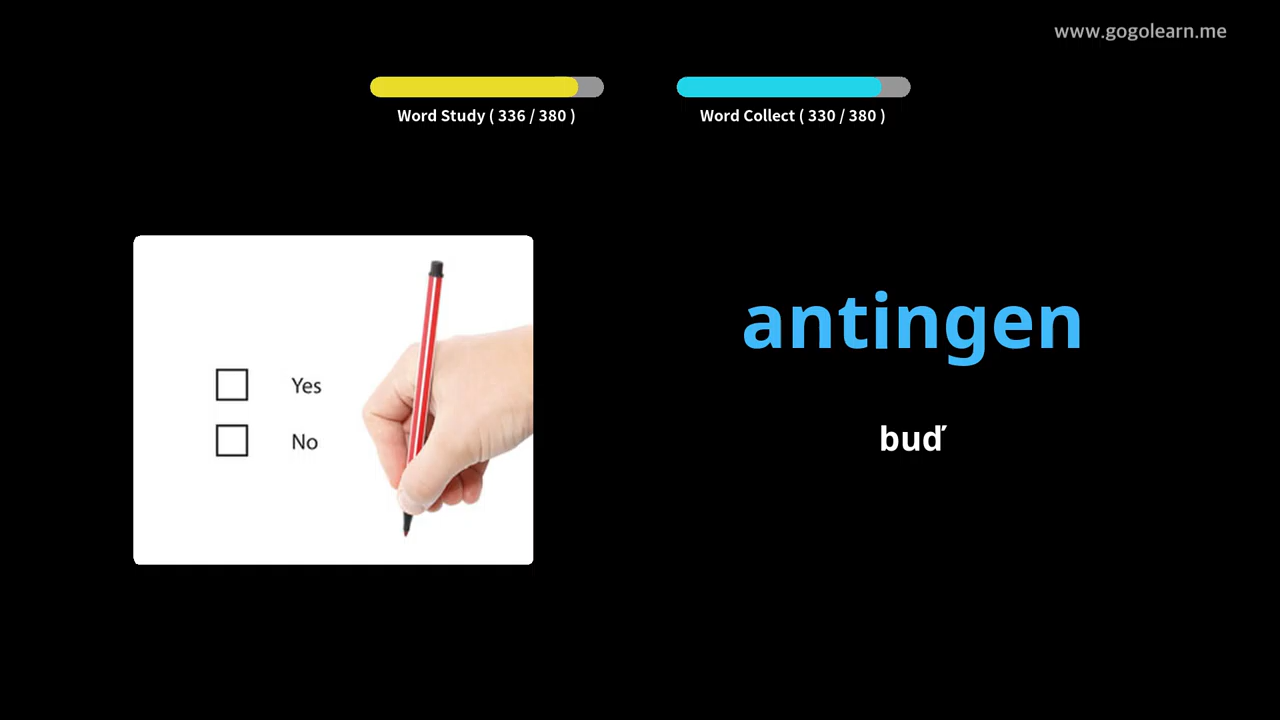 www.gogolearn.me
Word Study ( 336 / 380 )
Word Collect ( 330 / 380 )
Yes
No
antingen
buď